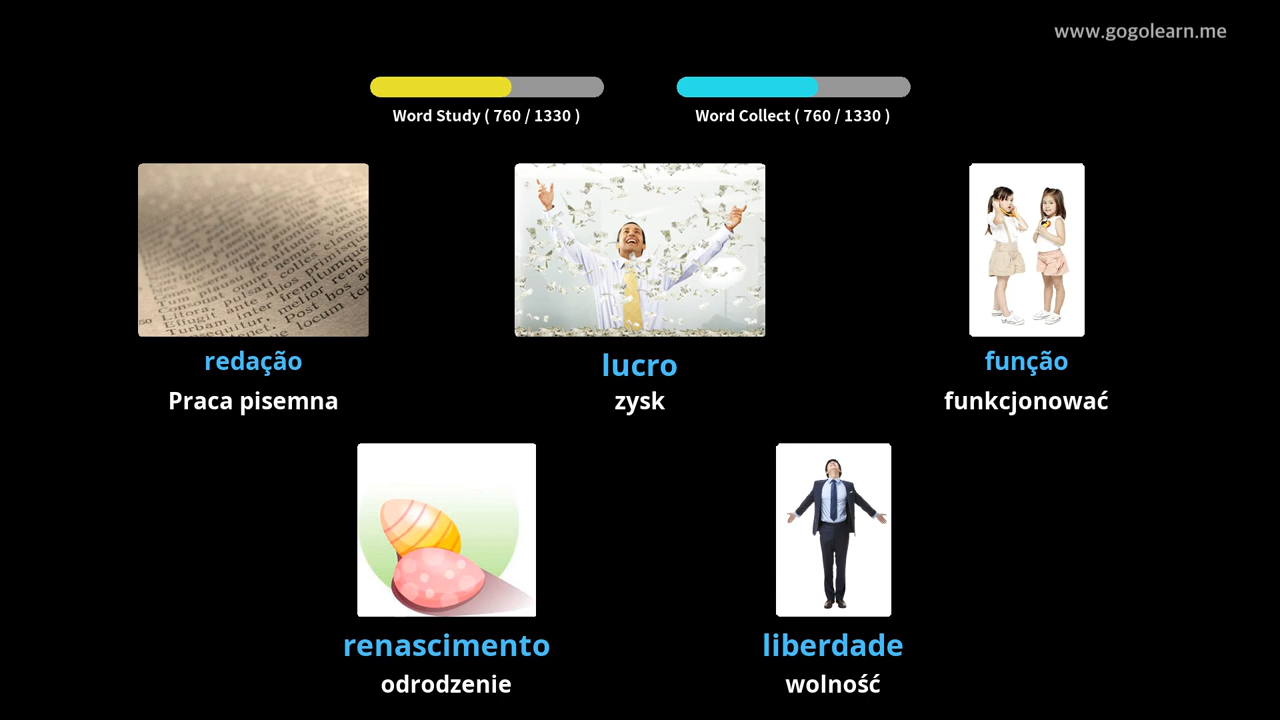 www.gogolearn.me
Word Study ( 760 / 1330 )
Word Collect ( 760 / 1330 )
redação
Praca pisemna
lucro
zysk
função
funkcjonować
renascimento
odrodzenie
liberdade
wolność